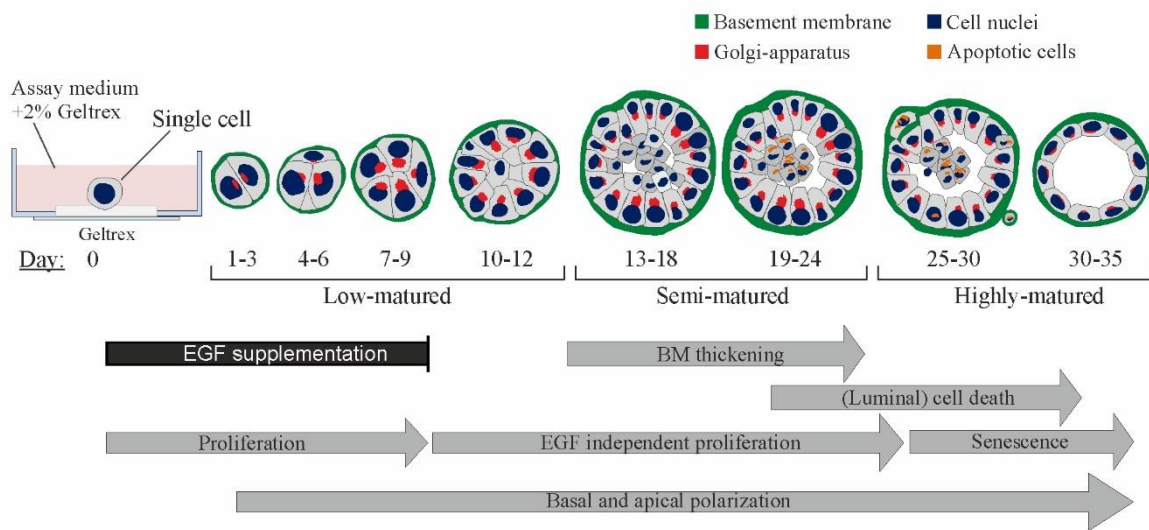 Basement membrane
Cell nuclei
Golgi-apparatus
Apoptotic cells
Assay medium
+2% Geltrex
Single cell
Geltrex
Day: 0 1-3 4-6 7-9 10-12 13-18 19-24 25-30 30-35
Low-matured Semi-matured Highly-matured
EGF supplementation
BM thickening
(Luminal) cell death
Proliferation
EGF independent proliferation
Senescence
Basal and apical polarization